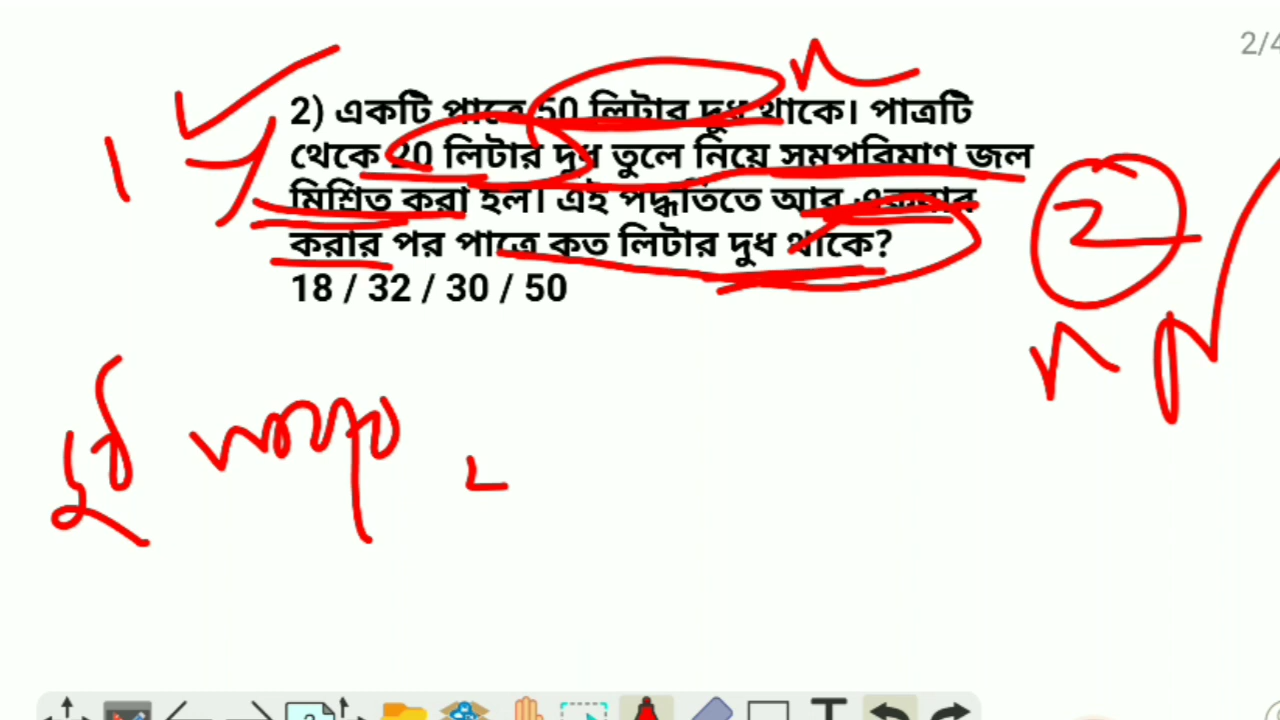 2/4
2) একটি পাত্রে 50 লিটার দুধ থাকে। পাত্রটি
থেকে 20 লিটার দুধ তুলে নিয়ে সমপরিমাণ জল
মিশ্রিত করা হল। এই পদ্ধতিতে আর একবার
করার পর পাত্রে কত লিটার দুধ থাকে?
18 / 32 / 30 / 50
2